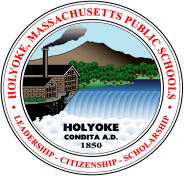 HOLYOKE, MASSACHUSETTS PUBLIC SCHOOLS
HOLYOKE
CONDITA A.D.
1850
LEADERSHIP - CITIZENSHIP - SCHOLARSHIP